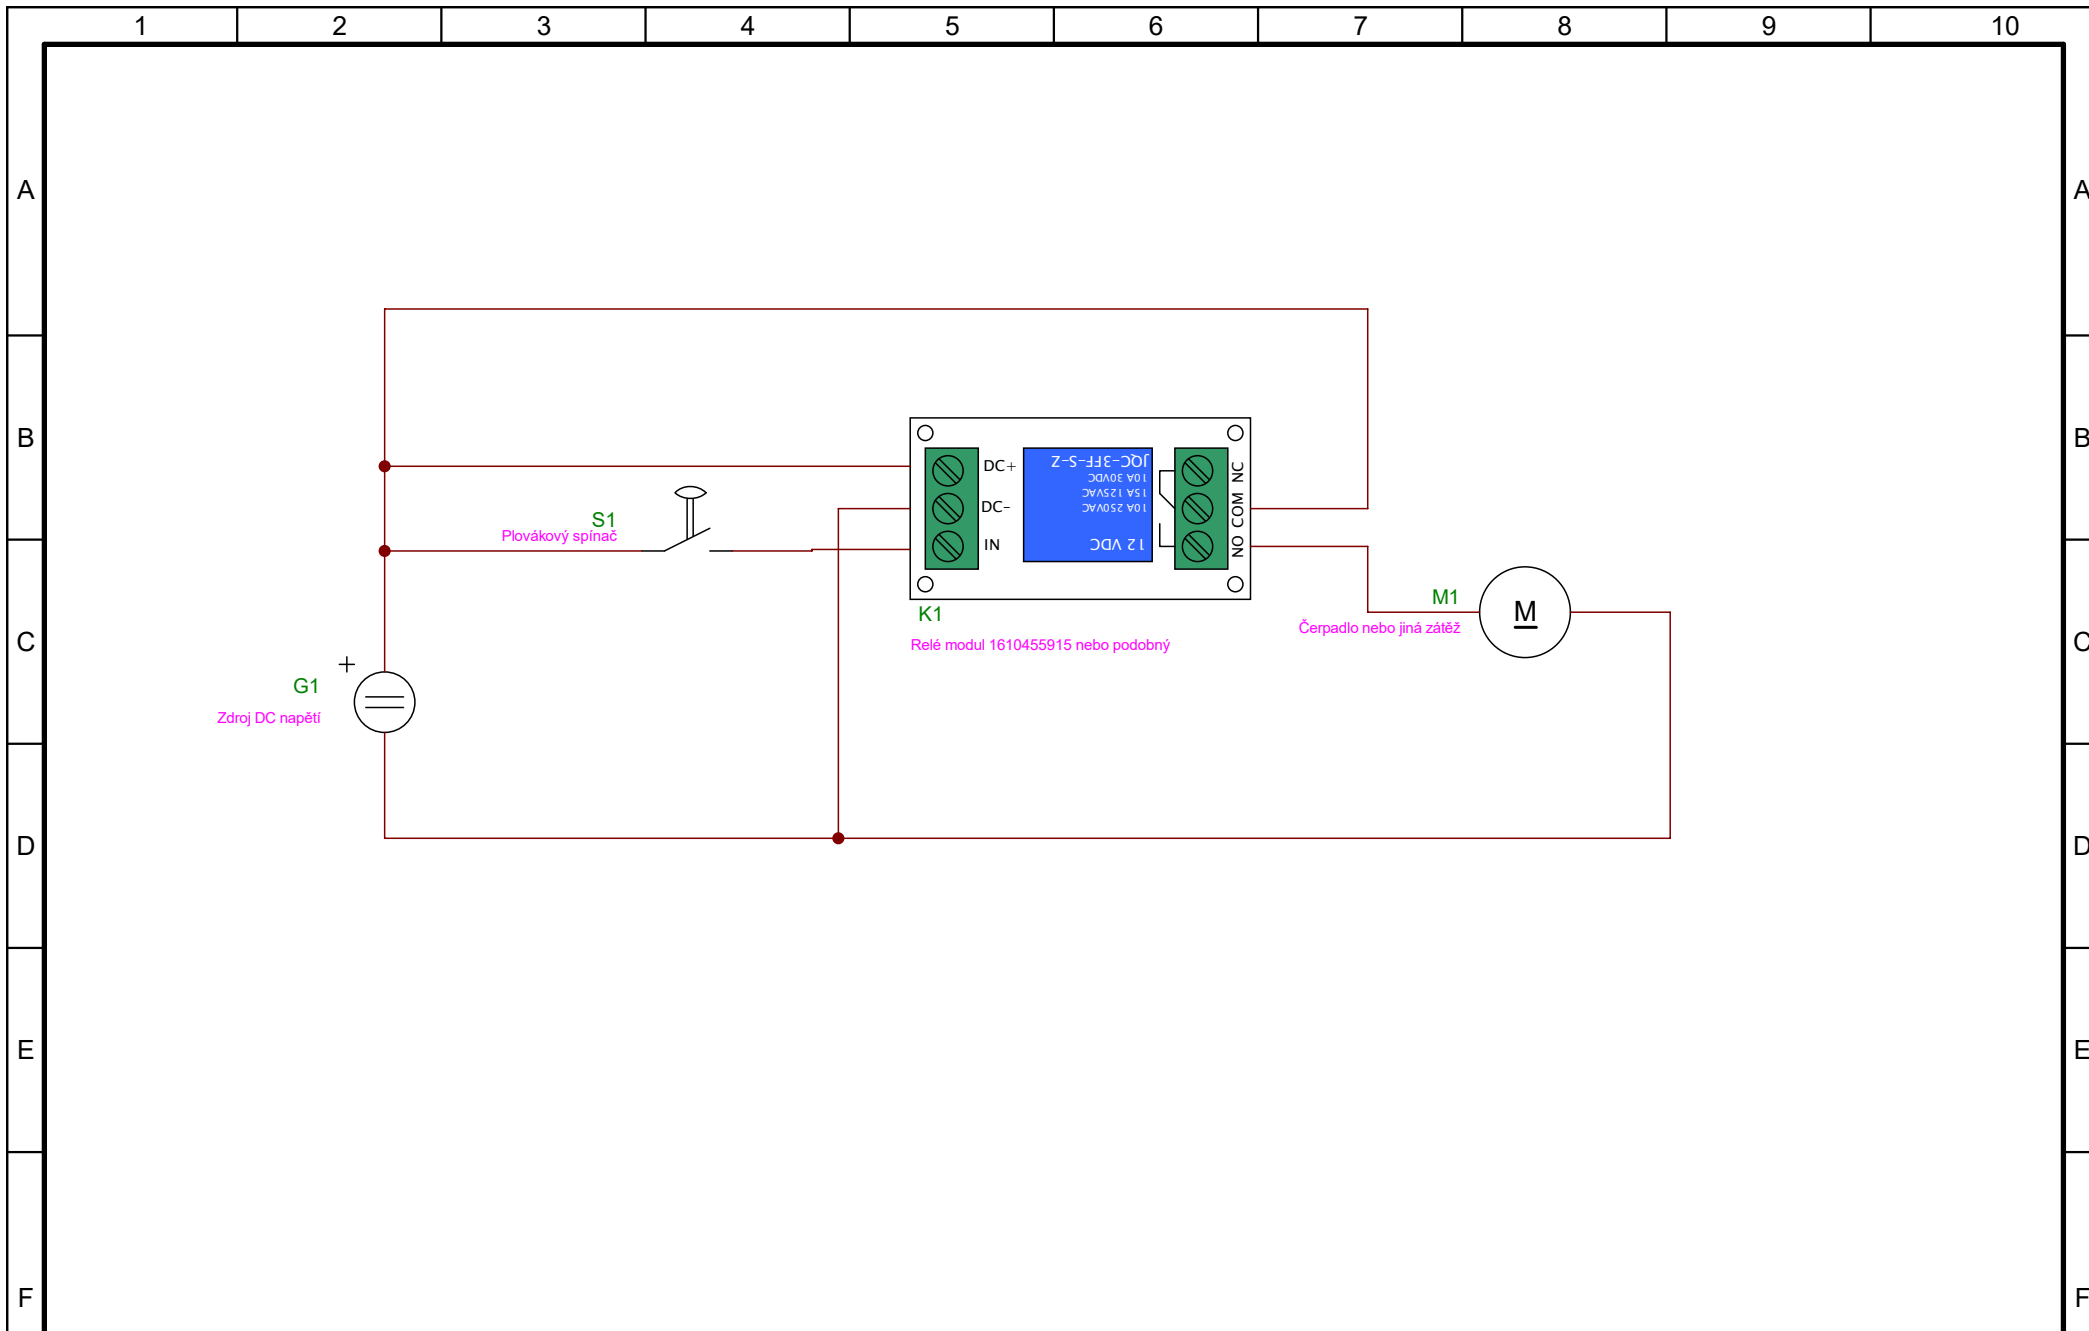 1 2 3 4 5 6 7 8 9 10
A A
B B
DC+
DC-
IN
JQC-3FF-S-Z
10A 30VDC
15A 125VAC
10A 250VAC
12 VDC
NC
COM
NO
S1
Plovákový spínač
K1
Relé modul 1610455915 nebo podobný
M1
Čerpadlo nebo jiná zátěž
M
C C
+
G1
Zdroj DC napětí
D D
E E
F F